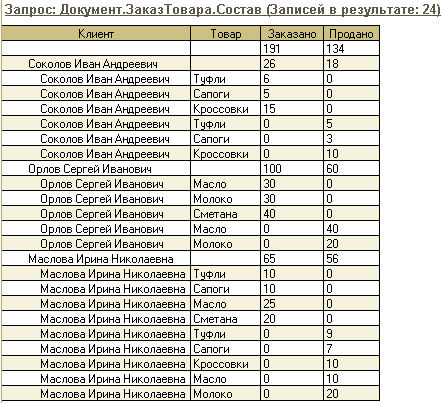 Запрос: Документ.ЗаказТовара.Состав (Записей в результате: 24)
Клиент Товар Заказано Продано
191 134
Соколов Иван Андреевич 26 18
Соколов Иван Андреевич Туфли 6 0
Соколов Иван Андреевич Сапоги 5 0
Соколов Иван Андреевич Кроссовки 15 0
Соколов Иван Андреевич Туфли 0 5
Соколов Иван Андреевич Сапоги 0 3
Соколов Иван Андреевич Кроссовки 0 10
Орлов Сергей Иванович 100 60
Орлов Сергей Иванович Масло 30 0
Орлов Сергей Иванович Молоко 30 0
Орлов Сергей Иванович Сметана 40 0
Орлов Сергей Иванович Масло 0 40
Орлов Сергей Иванович Молоко 0 20
Маслова Ирина Николаевна 65 56
Маслова Ирина Николаевна Туфли 10 0
Маслова Ирина Николаевна Сапоги 10 0
Маслова Ирина Николаевна Масло 25 0
Маслова Ирина Николаевна Сметана 20 0
Маслова Ирина Николаевна Туфли 0 9
Маслова Ирина Николаевна Сапоги 0 7
Маслова Ирина Николаевна Кроссовки 0 10
Маслова Ирина Николаевна Масло 0 10
Маслова Ирина Николаевна Молоко 0 20